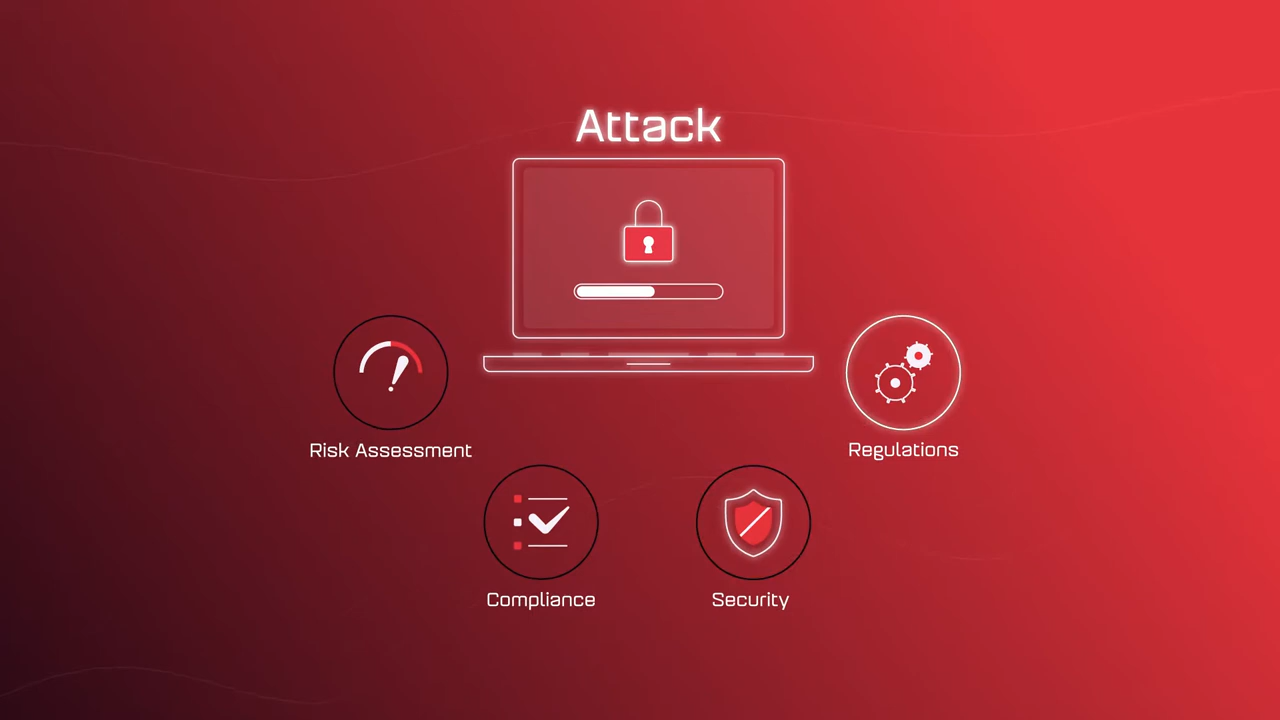 Attack
Risk Assessment
Regulations
Compliance
Security